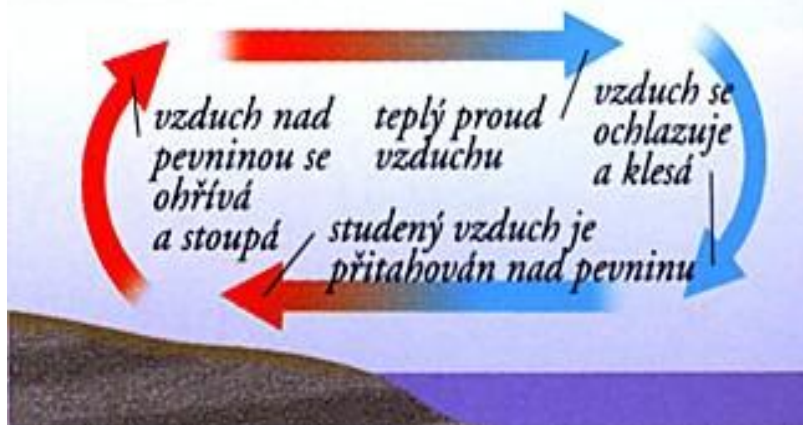 vzduch nad
pevninou se
ohřívá
a stoupá
teplý proud
vzduchu
vzduch se
ochlazuje
a klesá
studený vzduch je
přitahován nad pevninu